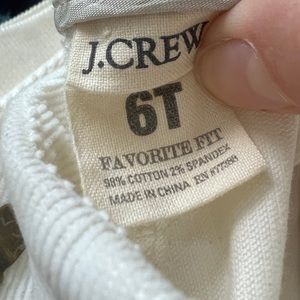 J.CREW
6T
FAVORITE FIT
98% COTTON 2% SPANDEX
MADE IN CHINA RN #77388